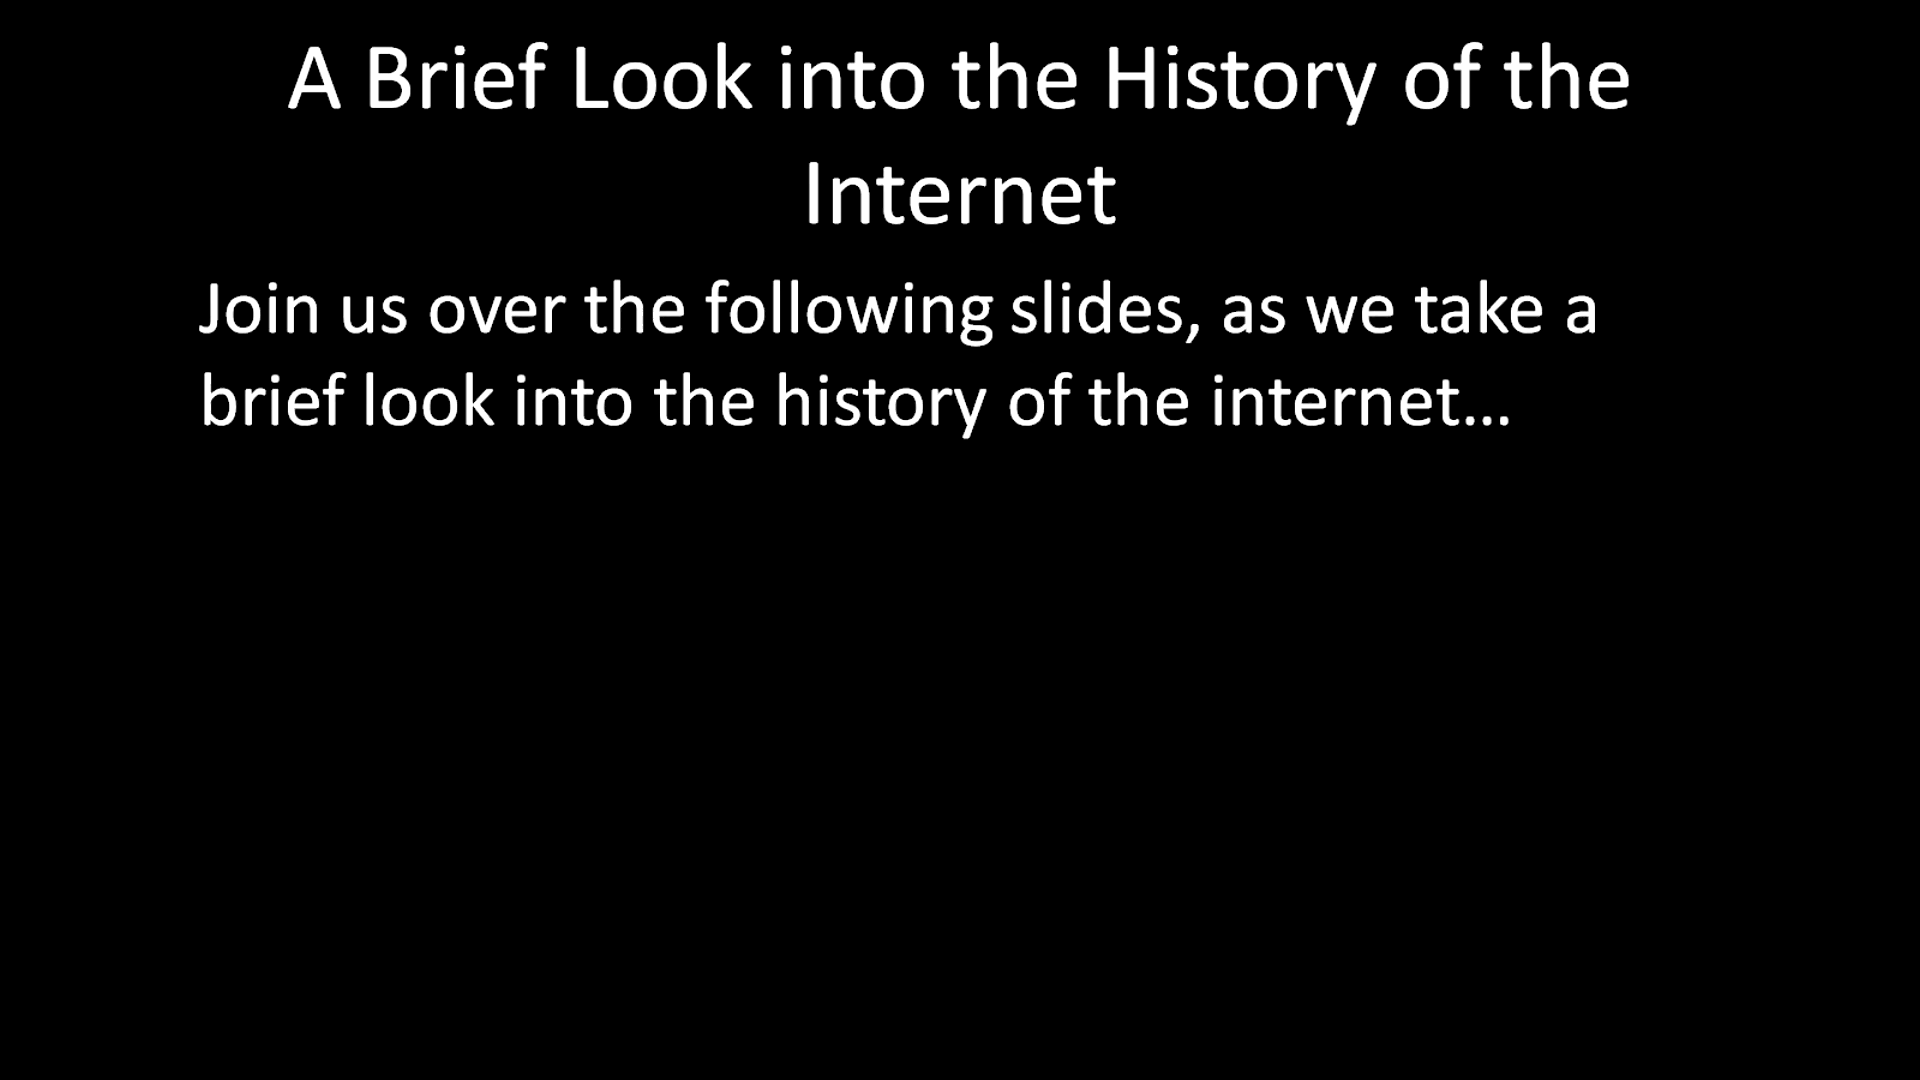 A Brief Look into the History of the
Internet
Join us over the following slides, as we take a
brief look into the history of the internet…